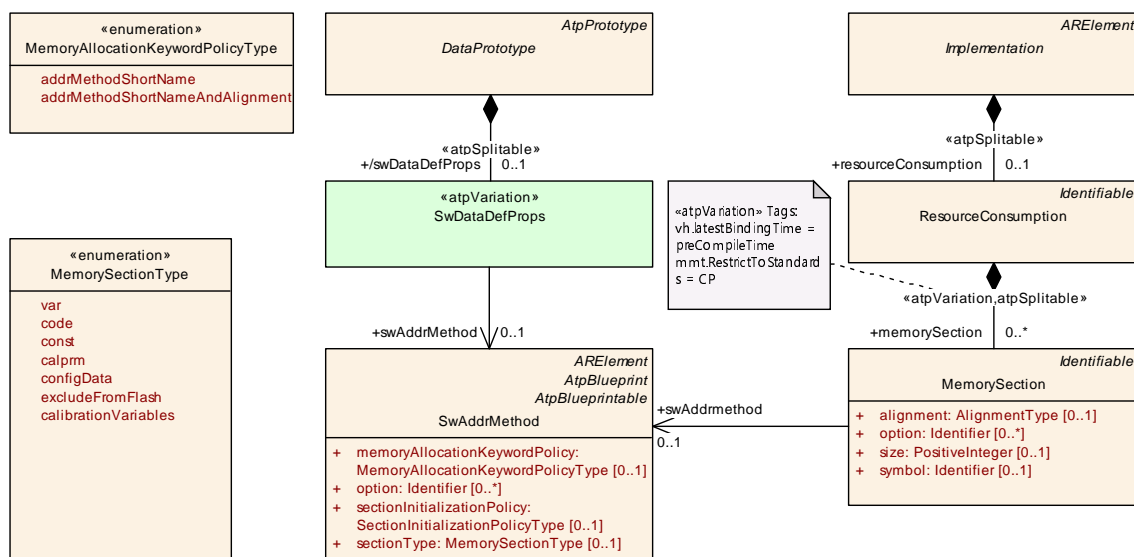 «enumeration»
MemoryAllocationKeywordPolicyType
addrMethodShortName
addrMethodShortNameAndAlignment
AtpPrototype
DataPrototype
ARElement
Implementation
«atpSplitable»
+/swDataDefProps 0..1
«atpSplitable»
+resourceConsumption 0..1
«atpVariation»
SwDataDefProps
«atpVariation» Tags:
vh.latestBindingTime =
preCompileTime
mmt.RestrictToStandard
s = CP
Identifiable
ResourceConsumption
«enumeration»
MemorySectionType
var
code
const
calprm
configData
excludeFromFlash
calibrationVariables
«atpVariation,atpSplitable»
+memorySection 0..*
+swAddrMethod 0..1
ARElement
AtpBlueprint
AtpBlueprintable
SwAddrMethod
+ memoryAllocationKeywordPolicy:
MemoryAllocationKeywordPolicyType [0..1]
+ option: Identifier [0..*]
+ sectionInitializationPolicy:
SectionInitializationPolicyType [0..1]
+ sectionType: MemorySectionType [0..1]
+swAddrmethod
0..1
Identifiable
MemorySection
+ alignment: AlignmentType [0..1]
+ option: Identifier [0..*]
+ size: PositiveInteger [0..1]
+ symbol: Identifier [0..1]